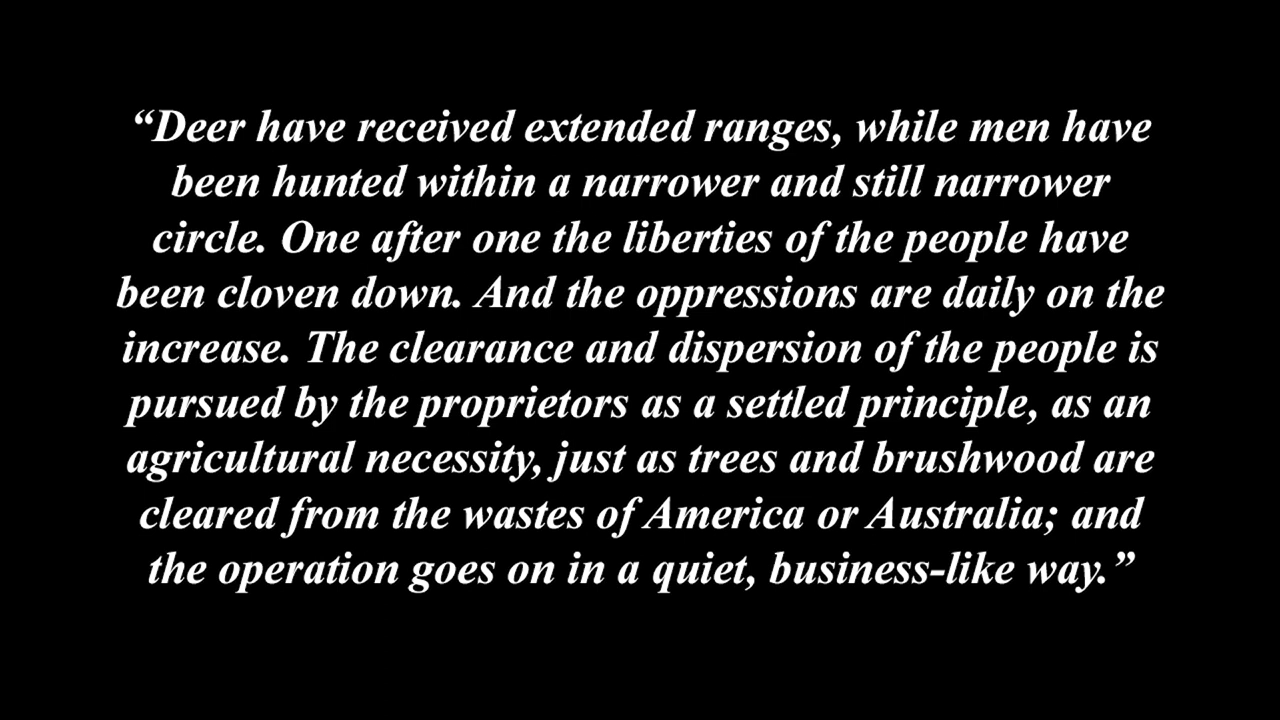 “Deer have received extended ranges, while men have
been hunted within a narrower and still narrower
circle. One after one the liberties of the people have
been cloven down. And the oppressions are daily on the
increase. The clearance and dispersion of the people is
pursued by the proprietors as a settled principle, as an
agricultural necessity, just as trees and brushwood are
cleared from the wastes of America or Australia; and
the operation goes on in a quiet, business-like way.”